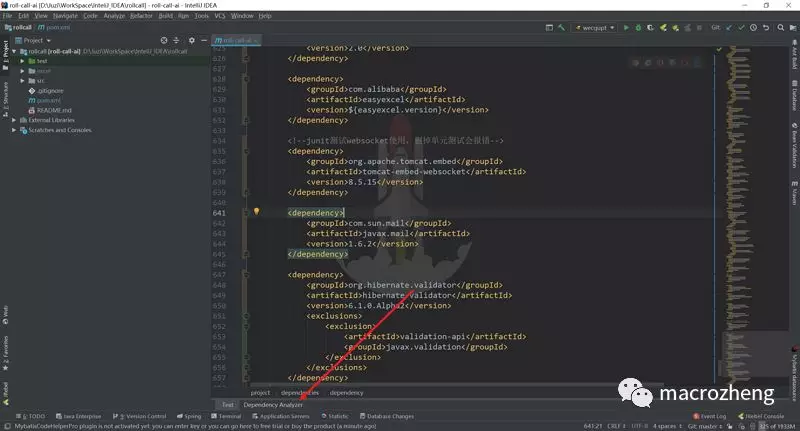 roll-call-ai) [D:\Juzi\WorkSpace\IntelliJ_IDEA\rollcall] - IntelliJ IDEA
File Edit View Navigate Code Analyze Refactor Build Run Tools VCS Window Help
rollcall pom.xml
wecqupt
Git:
Project
roll-call-ai
rollcall [roll-call-ai] D:\Juzi\WorkSpace\IntelliJ_IDEA\rollcall
test
src
.gitignore
pom.xml
README.md
External Libraries
Scratches and Consoles
625 <version>2.0</version>
626 </dependency>
627
628 <dependency>
629 <groupId>com.alibaba</groupId>
630 <artifactId>easyexcel</artifactId>
631 <version>${easyexcel.version}</version>
632 </dependency>
633
634 <!--junit测试websocket使用，删掉单元测试会报错-->
635 <dependency>
636 <groupId>org.apache.tomcat.embed</groupId>
637 <artifactId>tomcat-embed-websocket</artifactId>
638 <version>8.5.15</version>
639 </dependency>
640
641 <dependency>
642 <groupId>com.sun.mail</groupId>
643 <artifactId>javax.mail</artifactId>
644 <version>1.6.2</version>
645 </dependency>
646
647 <dependency>
648 <groupId>org.hibernate.validator</groupId>
649 <artifactId>hibernate-validator</artifactId>
650 <version>6.1.0.Alpha2</version>
651 <exclusions>
652 <exclusion>
653 <artifactId>validation-api</artifactId>
654 <groupId>javax.validation</groupId>
655 </exclusion>
656 </exclusions>
657 </dependency>
project dependencies dependency
Text Dependency Analyzer
1: Project
7: Structure
Web
2: Favorites
JRebel
Ant Build
Database
Bean Validation
Maven
Mybatis datasource
6: TODO Java Enterprise 9: Version Control Spring Terminal Application Servers Statistic Database Changes Event Log JRebel Console
MybatisCodeHelperPro plugin is not activated yet. you can enter key or you can go here to free trial or buy the product (a minute ago)
641:21 CRLF UTF-8 4 spaces Git: master 325 of 1933M
macrozheng